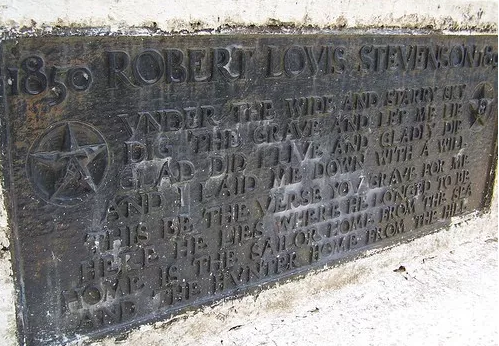 1850 ROBERT LOVIS STEVENSON 18
VNDER THE WIDE AND STARRY SKY
DIG THE GRAVE AND LET ME LIE
GLAD DID I LIVE AND GLADLY DIE
AND I LAID ME DOWN WITH A WILL
THIS BE THE VERSE YOV GRAVE FOR ME
HERE HE LIES WHERE HE LONGED TO BE
HOME IS THE SAILOR HOME FROM THE SEA
AND THE HVNTER HOME FROM THE HILL